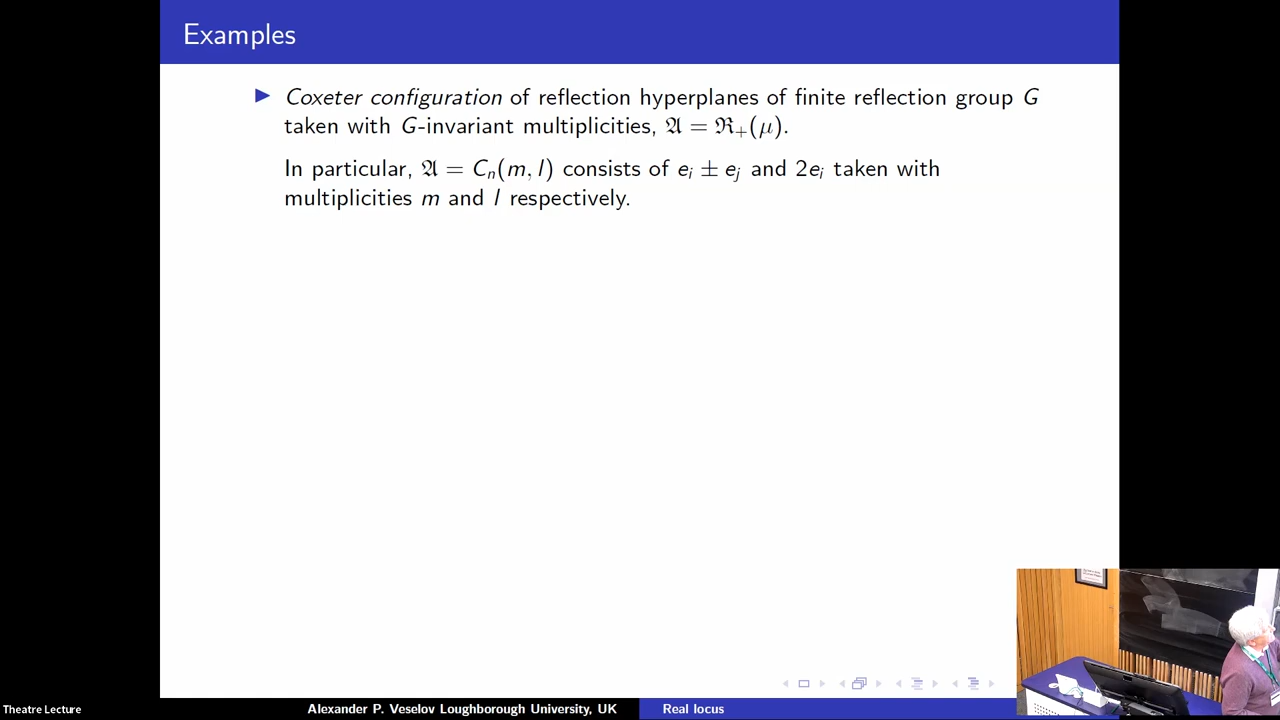 Examples
▶ Coxeter configuration of reflection hyperplanes of finite reflection group G
taken with G-invariant multiplicities, 𝔄 = ℜ₊(μ).
In particular, 𝔄 = Cₙ(m, l) consists of eᵢ ± eⱼ and 2eᵢ taken with
multiplicities m and l respectively.
Theatre Lecture
Alexander P. Veselov Loughborough University, UK
Real locus